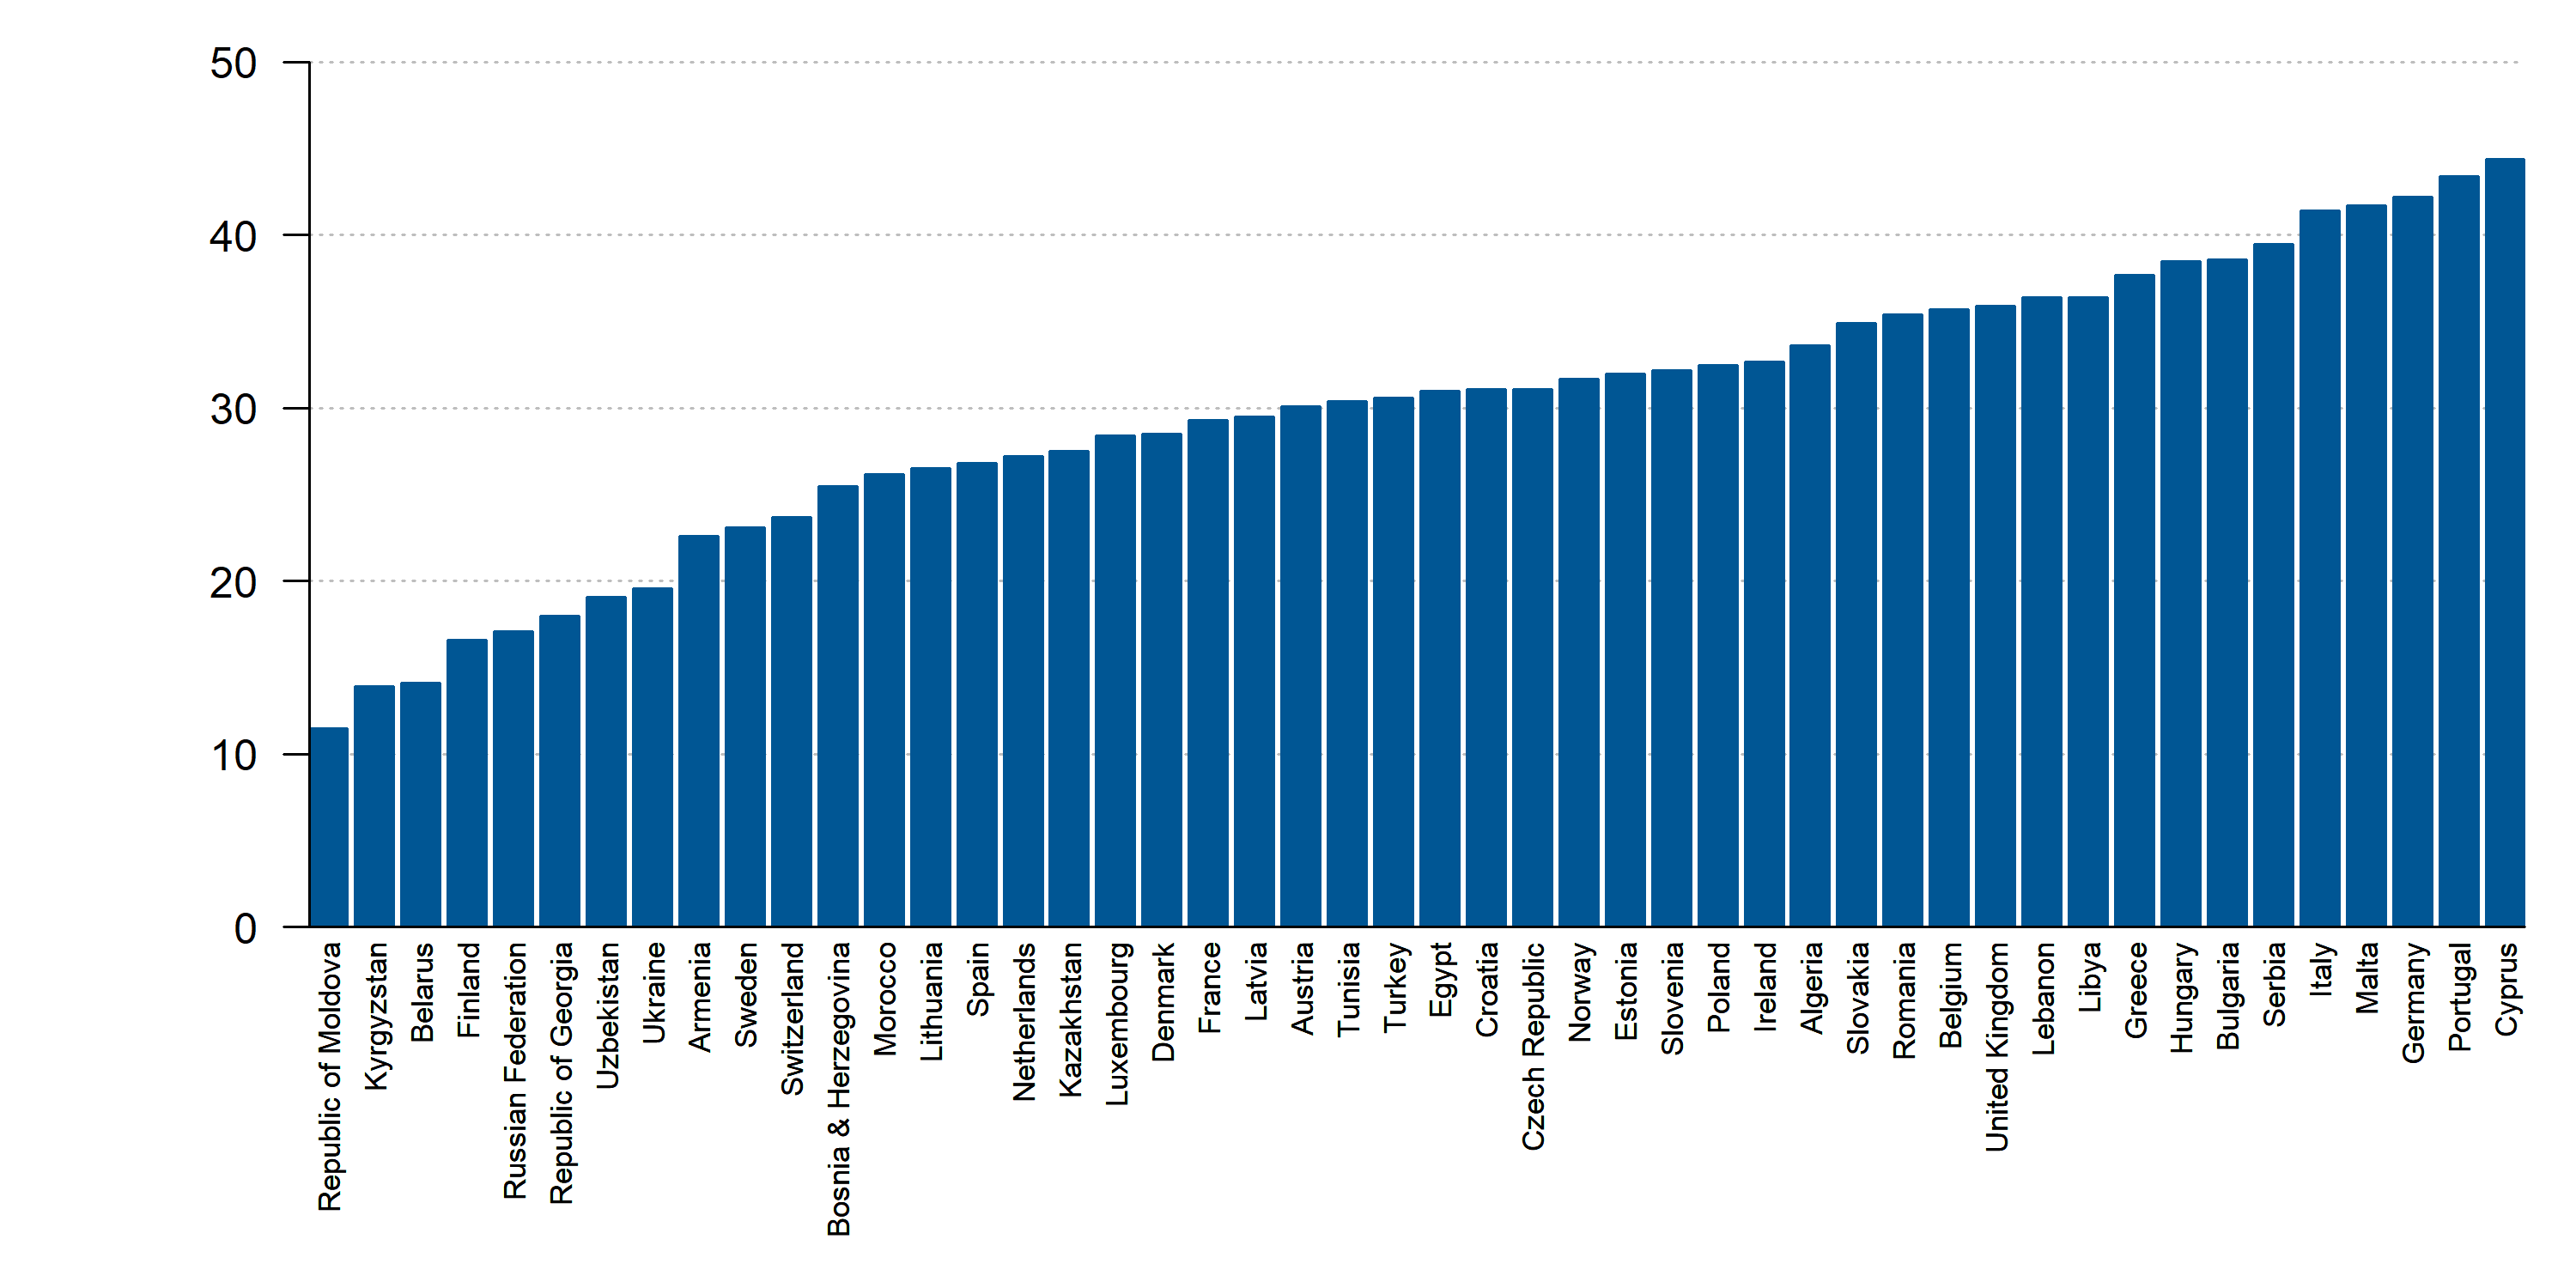 50
40
30
20
10
0
Republic of Moldova
Kyrgyzstan
Belarus
Finland
Russian Federation
Republic of Georgia
Uzbekistan
Ukraine
Armenia
Sweden
Switzerland
Bosnia & Herzegovina
Morocco
Lithuania
Spain
Netherlands
Kazakhstan
Luxembourg
Denmark
France
Latvia
Austria
Tunisia
Turkey
Egypt
Croatia
Czech Republic
Norway
Estonia
Slovenia
Poland
Ireland
Algeria
Slovakia
Romania
Belgium
United Kingdom
Lebanon
Libya
Greece
Hungary
Bulgaria
Serbia
Italy
Malta
Germany
Portugal
Cyprus